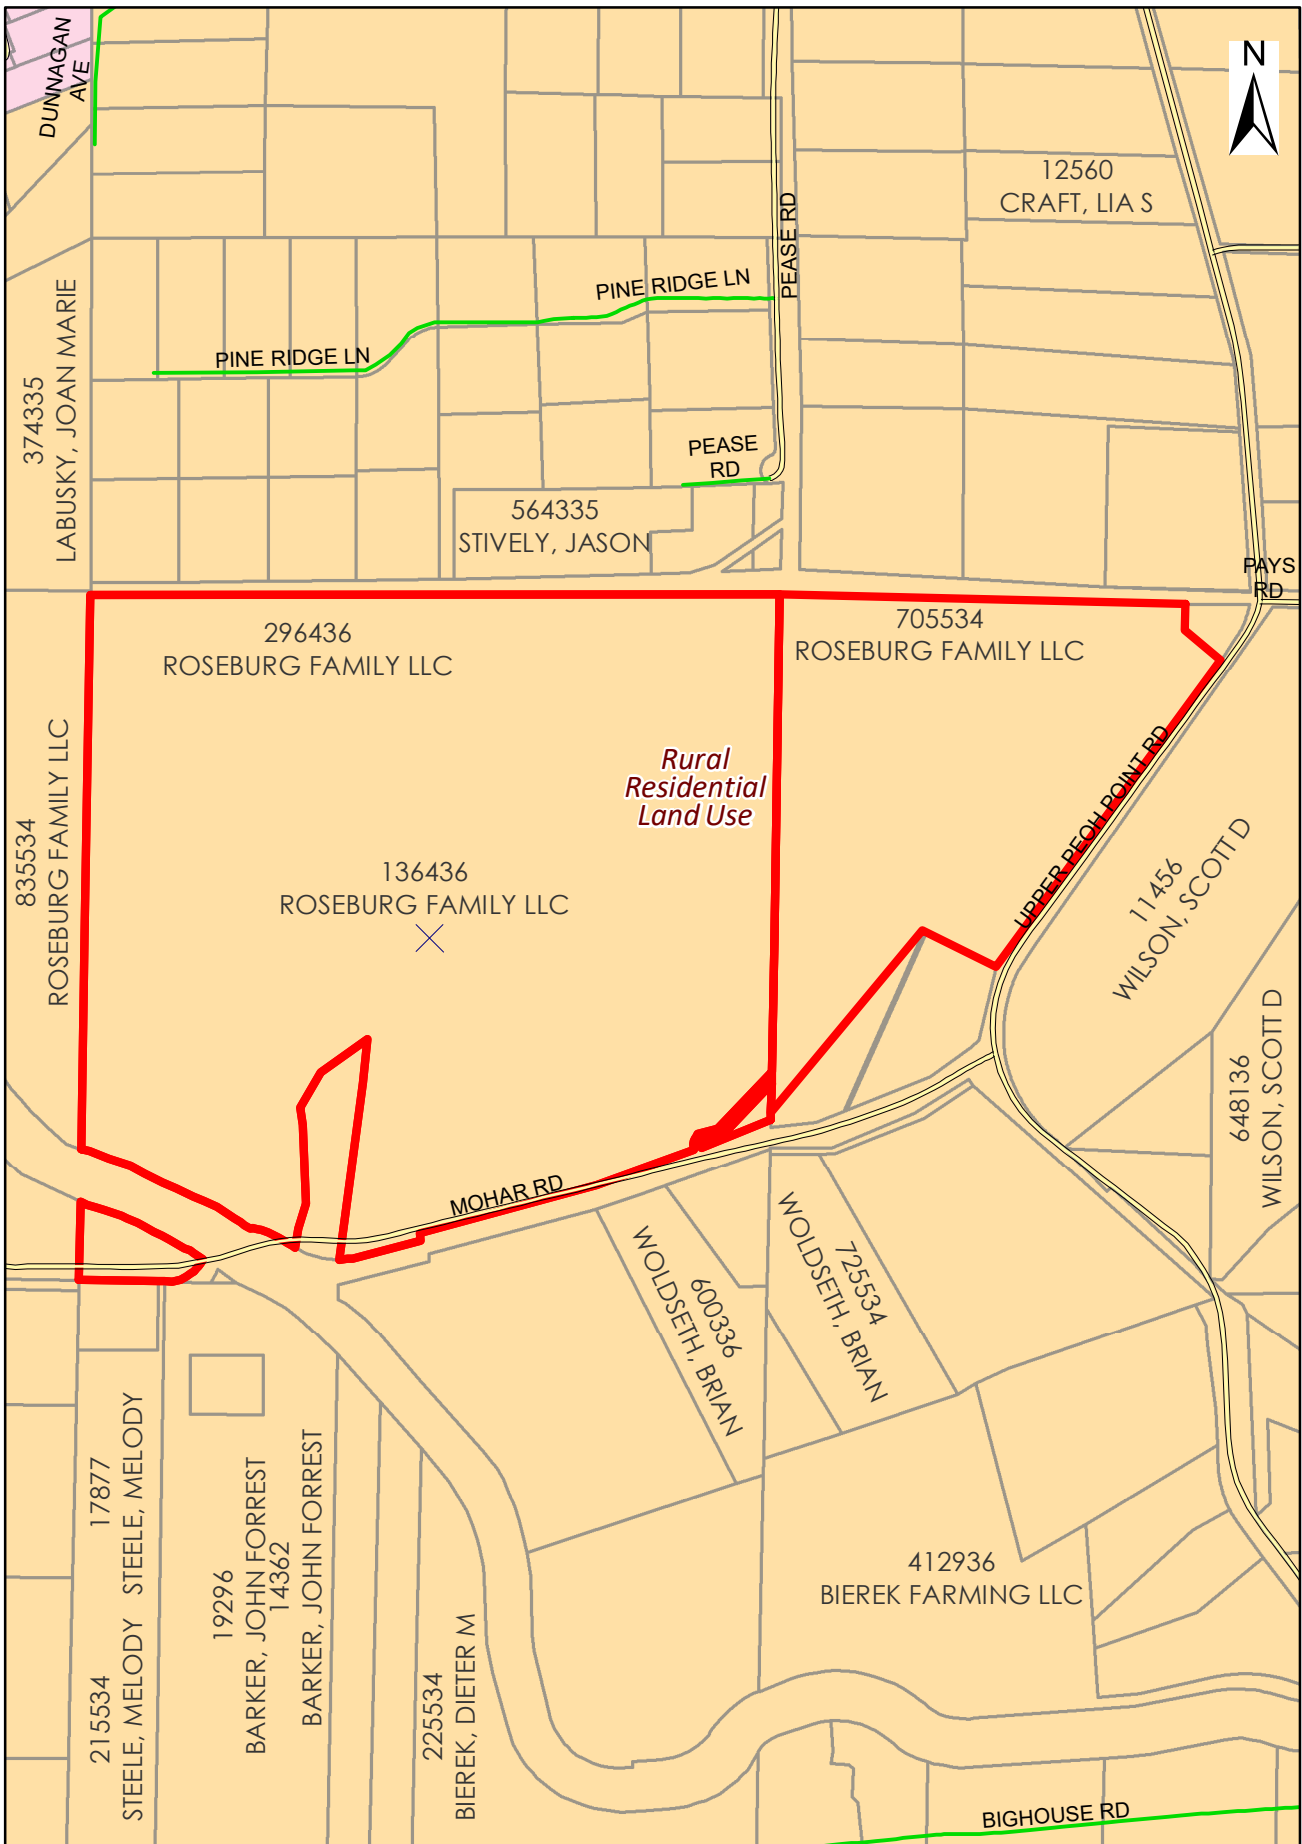 DUNNAGAN
AVE
N
12560
CRAFT, LIA S
PEASE RD
PINE RIDGE LN
PINE RIDGE LN
374335
LABUSKY, JOAN MARIE
PEASE
RD
564335
STIVELY, JASON
PAYS
RD
296436
ROSEBURG FAMILY LLC
705534
ROSEBURG FAMILY LLC
835534
ROSEBURG FAMILY LLC
Rural
Residential
Land Use
UPPER PEOH POINT RD
136436
ROSEBURG FAMILY LLC
11456
WILSON, SCOTT D
648136
WILSON, SCOTT D
MOHAR RD
600336
WOLDSETH, BRIAN
725534
WOLDSETH, BRIAN
17877
STEELE, MELODY
215534
STEELE, MELODY
19296
BARKER, JOHN FORREST
14362
BARKER, JOHN FORREST
225534
BIEREK, DIETER M
412936
BIEREK FARMING LLC
BIGHOUSE RD